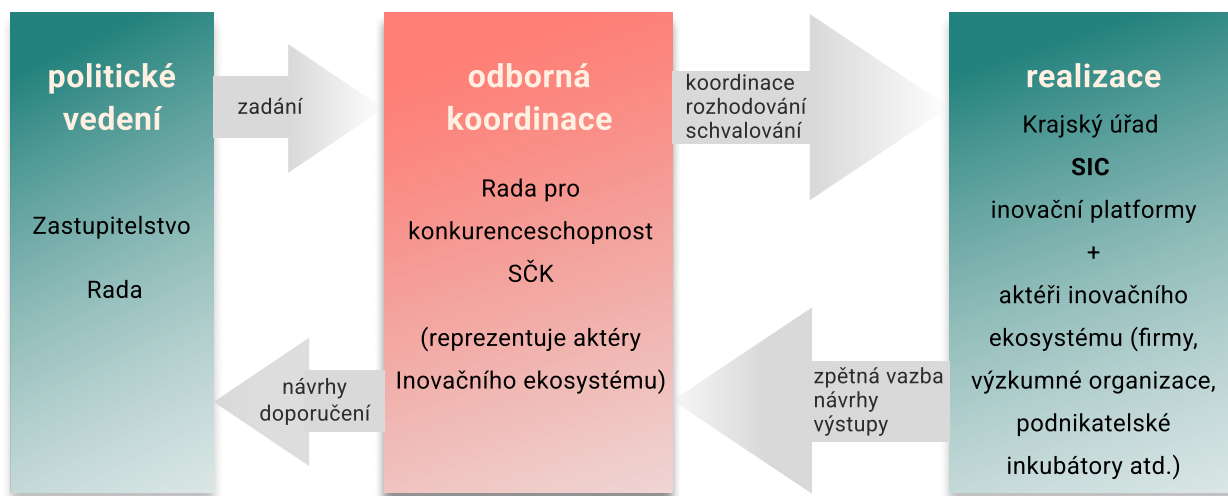 politické
vedení
Zastupitelstvo
Rada
zadání
návrhy
doporučení
odborná
koordinace
Rada pro
konkurenceschopnost
SČK
(reprezentuje aktéry
Inovačního ekosystému)
koordinace
rozhodování
schvalování
zpětná vazba
návrhy
výstupy
realizace
Krajský úřad
SIC
inovační platformy
+
aktéři inovačního
ekosystému (firmy,
výzkumné organizace,
podnikatelské
inkubátory atd.)